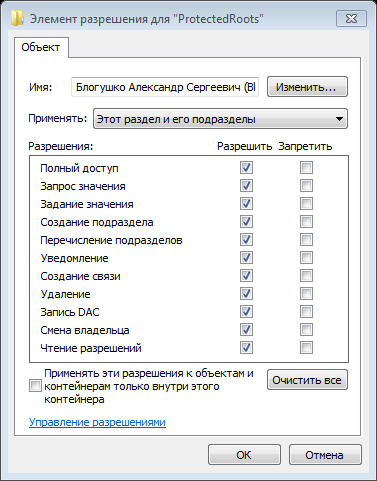 Элемент разрешения для "ProtectedRoots"
Объект
Имя: Блогушко Александр Сергеевич (Bl Изменить...
Применять: Этот раздел и его подразделы
Разрешения: Разрешить Запретить
Полный доступ
Запрос значения
Задание значения
Создание подраздела
Перечисление подразделов
Уведомление
Создание связи
Удаление
Запись DAC
Смена владельца
Чтение разрешений
Применять эти разрешения к объектам и
контейнерам только внутри этого
контейнера
Очистить все
Управление разрешениями
ОК Отмена